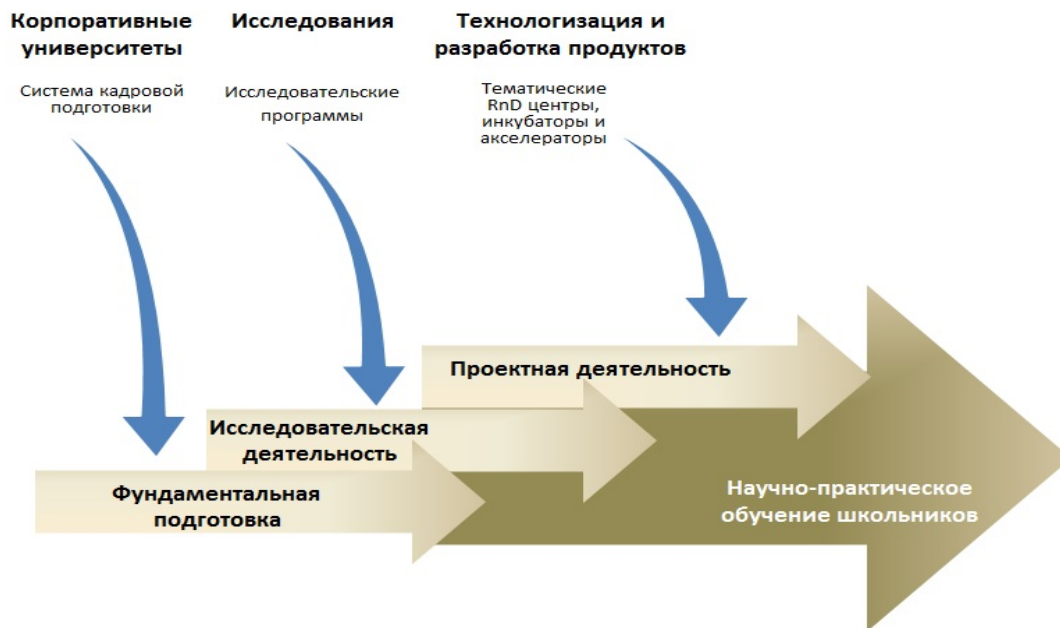 Корпоративные
университеты
Система кадровой
подготовки
Исследования
Исследовательские
программы
Технологизация и
разработка продуктов
Тематические
RnD центры,
инкубаторы и
акселераторы
Проектная деятельность
Исследовательская
деятельность
Фундаментальная
подготовка
Научно-практическое
обучение школьников